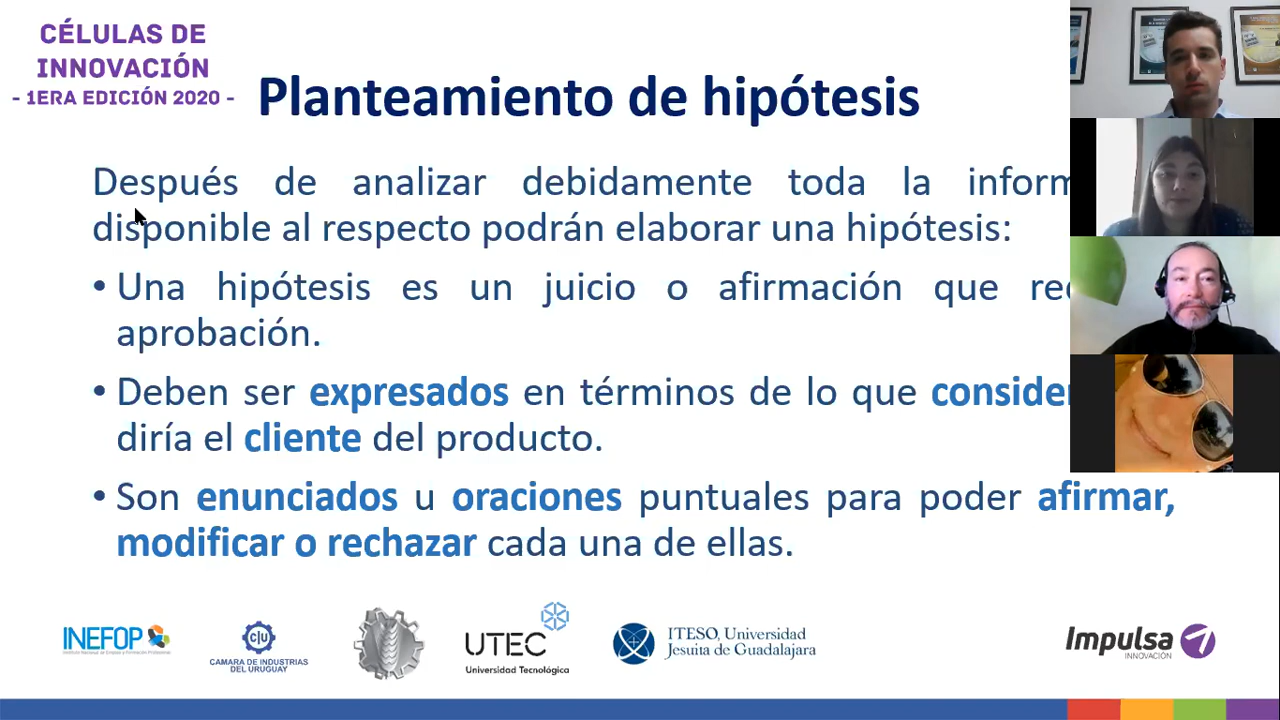 CÉLULAS DE
INNOVACIÓN
- 1ERA EDICIÓN 2020 -
Planteamiento de hipótesis
Después de analizar debidamente toda la
disponible al respecto podrán elaborar una hipótesis:
• Una hipótesis es un juicio o afirmación que
aprobación.
• Deben ser expresados en términos de lo que
diría el cliente del producto.
• Son enunciados u oraciones puntuales para poder afirmar,
modificar o rechazar cada una de ellas.
INEFOP
CAMARA DE INDUSTRIAS
DEL URUGUAY
CIU
UTEC
Universidad Tecnológica
ITESO, Universidad
Jesuita de Guadalajara
Impulsa
INNOVACIÓN